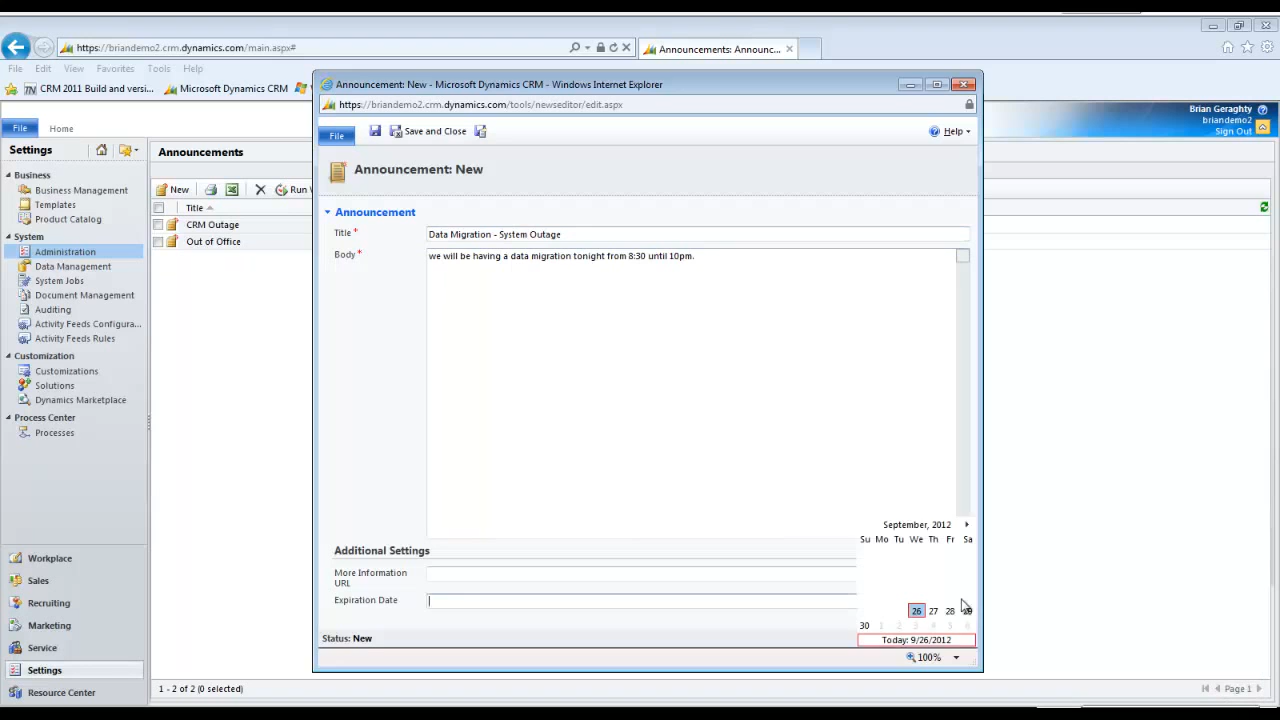 https://briandemo2.crm.dynamics.com/main.aspx#
Announcements: Announc...
File Edit View Favorites Tools Help
CRM 2011 Build and versi...
Microsoft Dynamics CRM
File
Home
Brian Geraghty
briandemo2
Sign Out
Settings
Business
Business Management
Templates
Product Catalog
System
Administration
Data Management
System Jobs
Document Management
Auditing
Activity Feeds Configura...
Activity Feeds Rules
Customization
Customizations
Solutions
Dynamics Marketplace
Process Center
Processes
Workplace
Sales
Recruiting
Marketing
Service
Settings
Resource Center
Announcements
New
Run
Title
CRM Outage
Out of Office
1 - 2 of 2 (0 selected)
Page 1
Announcement: New - Microsoft Dynamics CRM - Windows Internet Explorer
https://briandemo2.crm.dynamics.com/tools/newseditor/edit.aspx
File
Save and Close
Help
Announcement: New
Announcement
Title *
Data Migration - System Outage
Body *
we will be having a data migration tonight from 8:30 until 10pm.
Additional Settings
More Information
URL
Expiration Date
September, 2012
Su Mo Tu We Th Fr Sa
26 27 28 29
30 1 2 3 4 5 6
Today: 9/26/2012
Status: New
100%